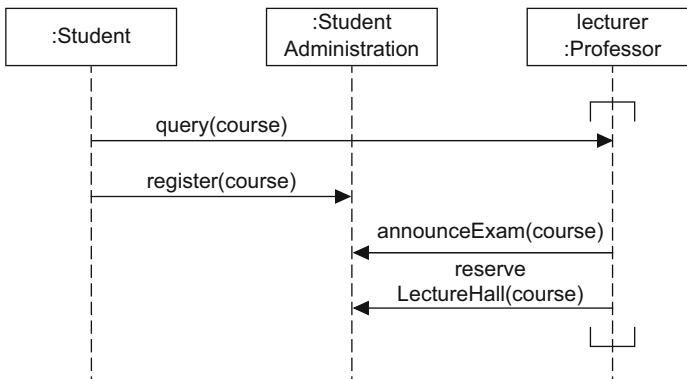 :Student
:Student
Administration
lecturer
:Professor
query(course)
register(course)
announceExam(course)
reserve
LectureHall(course)